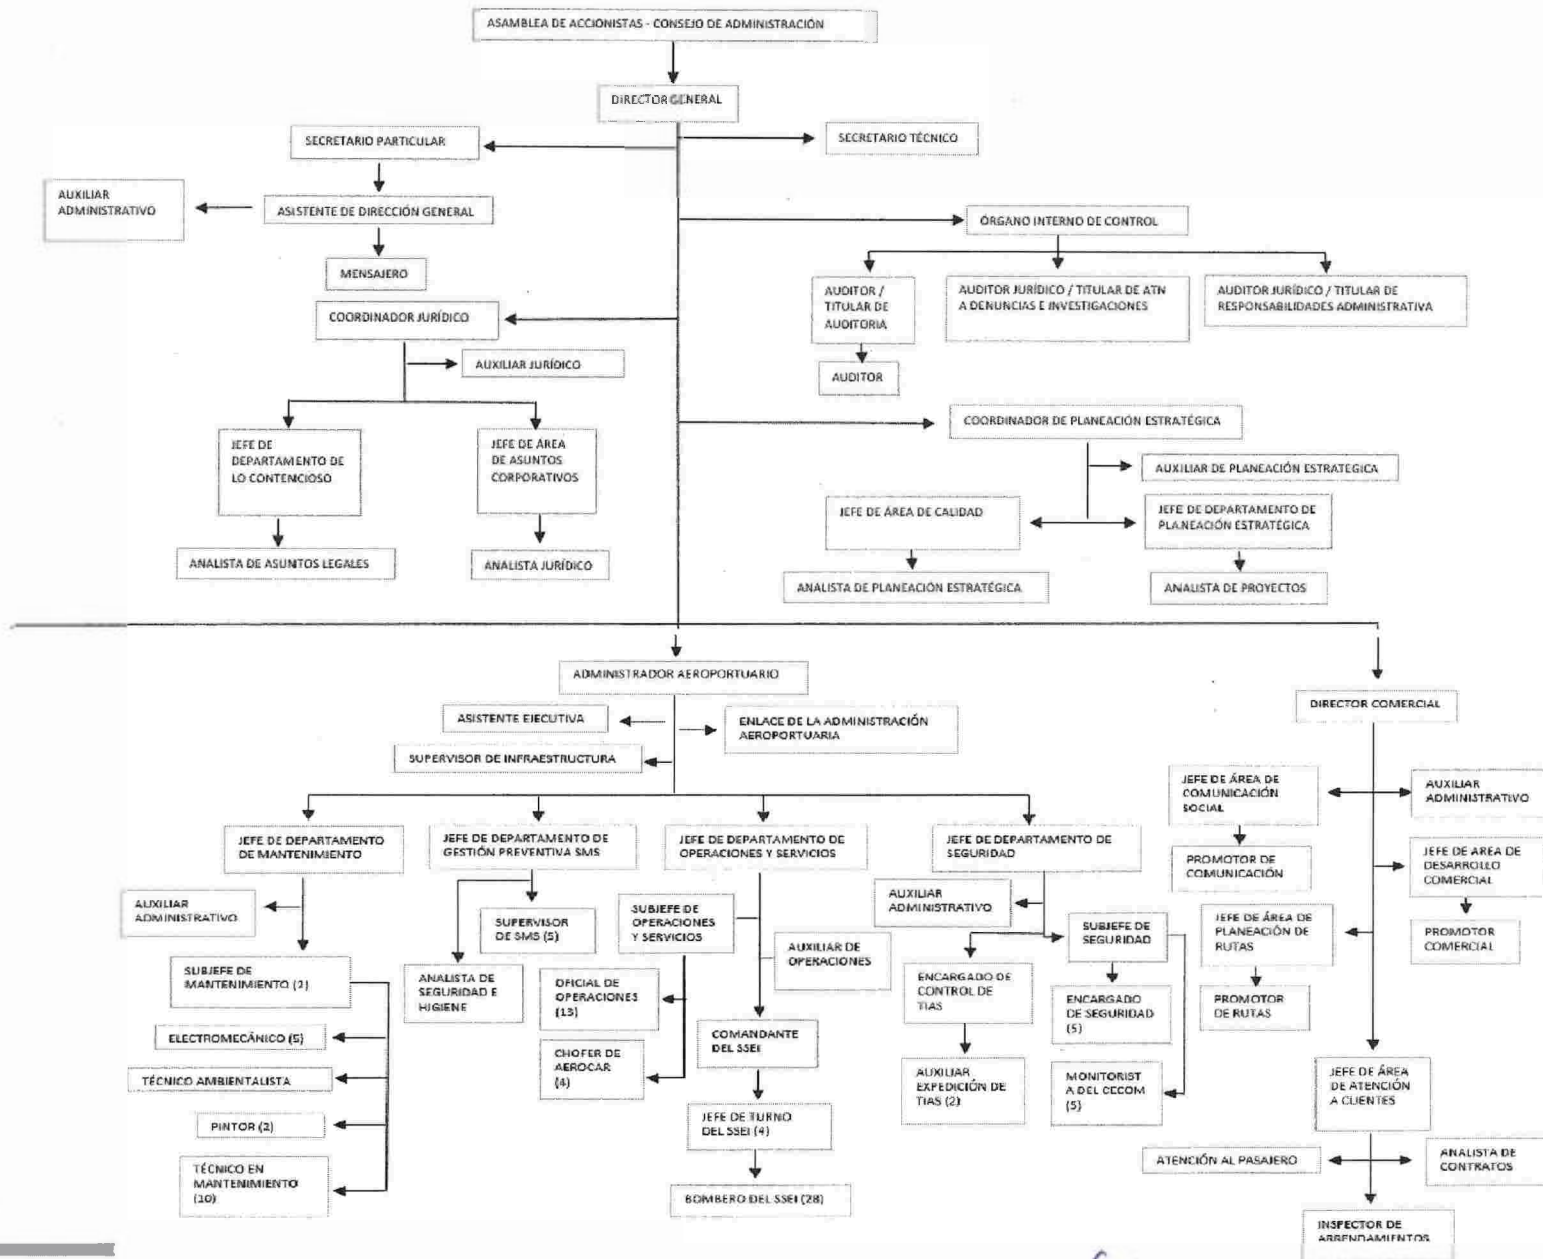 ASAMBLEA DE ACCIONISTAS - CONSEJO DE ADMINISTRACIÓN
DIRECTOR GENERAL
SECRETARIO PARTICULAR
SECRETARIO TÉCNICO
AUXILIAR
ADMINISTRATIVO
ASISTENTE DE DIRECCIÓN GENERAL
ÓRGANO INTERNO DE CONTROL
MENSAJERO
AUDITOR /
TITULAR DE
AUDITORIA
AUDITOR JURÍDICO / TITULAR DE ATN
A DENUNCIAS E INVESTIGACIONES
AUDITOR JURÍDICO / TITULAR DE
RESPONSABILIDADES ADMINISTRATIVA
COORDINADOR JURÍDICO
AUXILIAR JURÍDICO
AUDITOR
JEFE DE
DEPARTAMENTO DE
LO CONTENCIOSO
JEFE DE ÁREA
DE ASUNTOS
CORPORATIVOS
COORDINADOR DE PLANEACIÓN ESTRATÉGICA
AUXILIAR DE PLANEACIÓN ESTRATEGICA
JEFE DE ÁREA DE CALIDAD
JEFE DE DEPARTAMENTO DE
PLANEACIÓN ESTRATÉGICA
ANALISTA DE ASUNTOS LEGALES
ANALISTA JURÍDICO
ANALISTA DE PLANEACIÓN ESTRATÉGICA
ANALISTA DE PROYECTOS
ADMINISTRADOR AEROPORTUARIO
DIRECTOR COMERCIAL
ASISTENTE EJECUTIVA
ENLACE DE LA ADMINISTRACIÓN
AEROPORTUARIA
SUPERVISOR DE INFRAESTRUCTURA
JEFE DE ÁREA DE
COMUNICACIÓN
SOCIAL
AUXILIAR
ADMINISTRATIVO
JEFE DE DEPARTAMENTO
DE MANTENIMIENTO
JEFE DE DEPARTAMENTO DE
GESTIÓN PREVENTIVA SMS
JEFE DE DEPARTAMENTO DE
OPERACIONES Y SERVICIOS
JEFE DE DEPARTAMENTO DE
SEGURIDAD
PROMOTOR DE
COMUNICACIÓN
JEFE DE AREA DE
DESARROLLO
COMERCIAL
AUXILIAR
ADMINISTRATIVO
SUPERVISOR
DE SMS (5)
SUBJEFE DE
OPERACIONES
Y SERVICIOS
AUXILIAR
ADMINISTRATIVO
SUBJEFE DE
SEGURIDAD
JEFE DE ÁREA DE
PLANEACIÓN DE
RUTAS
PROMOTOR
COMERCIAL
AUXILIAR DE
OPERACIONES
SUBJEFE DE
MANTENIMIENTO (2)
ANALISTA DE
SEGURIDAD E
HIGIENE
OFICIAL DE
OPERACIONES
(13)
ENCARGADO DE
CONTROL DE
TIAS
ENCARGADO
DE SEGURIDAD
(5)
PROMOTOR
DE RUTAS
ELECTROMECÁNICO (5)
COMANDANTE
DEL SSEI
CHOFER DE
AEROCAR
(4)
TÉCNICO AMBIENTALISTA
AUXILIAR
EXPEDICIÓN DE
TIAS (2)
MONITORIST
A DEL CECOM
(5)
JEFE DE ÁREA
DE ATENCIÓN
A CLIENTES
PINTOR (2)
JEFE DE TURNO
DEL SSEI (4)
TÉCNICO EN
MANTENIMIENTO
(10)
ATENCIÓN AL PASAJERO
ANALISTA DE
CONTRATOS
BOMBERO DEL SSEI (28)
INSPECTOR DE
ARRENDAMIENTOS